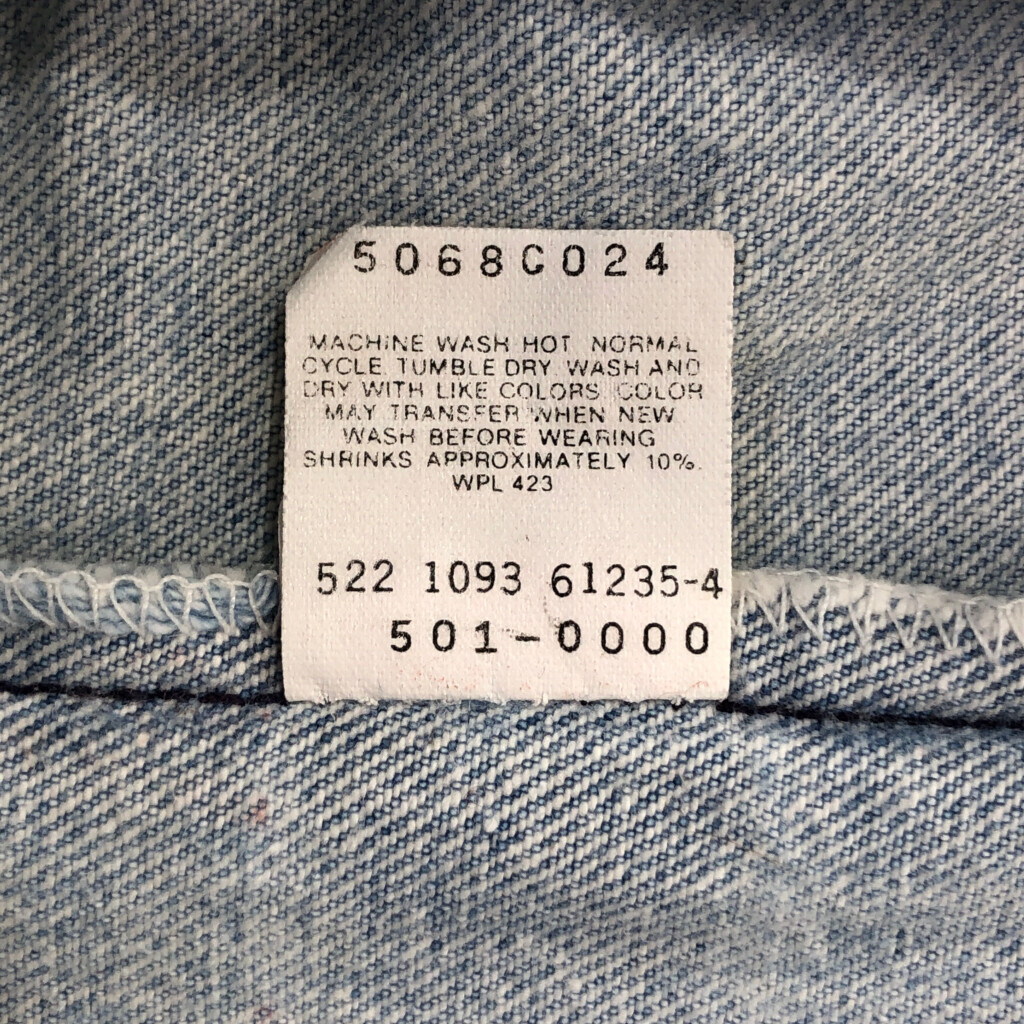 5068C024
MACHINE WASH HOT NORMAL
CYCLE. TUMBLE DRY. WASH AND
DRY WITH LIKE COLORS. COLOR
MAY TRANSFER WHEN NEW
WASH BEFORE WEARING
SHRINKS APPROXIMATELY 10%.
WPL 423
522 1093 61235-4
501-0000